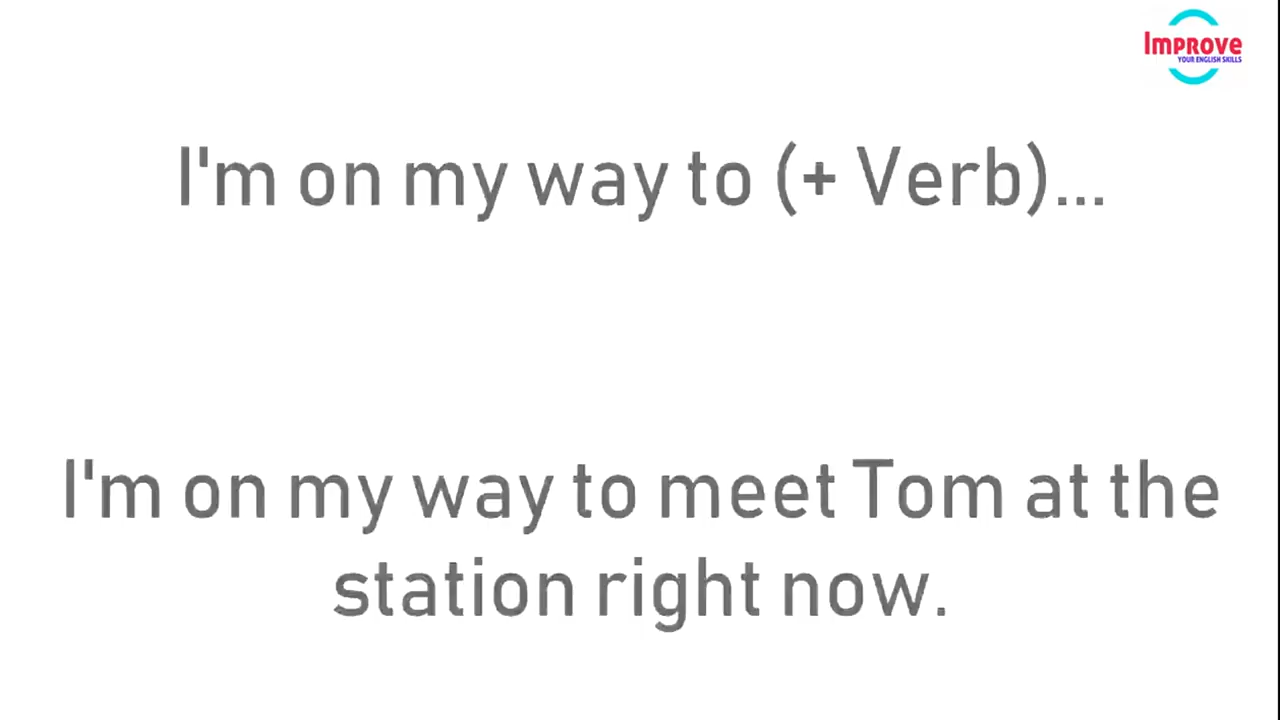 Improve
YOUR ENGLISH SKILLS
I'm on my way to (+ Verb)...
I'm on my way to meet Tom at the
station right now.